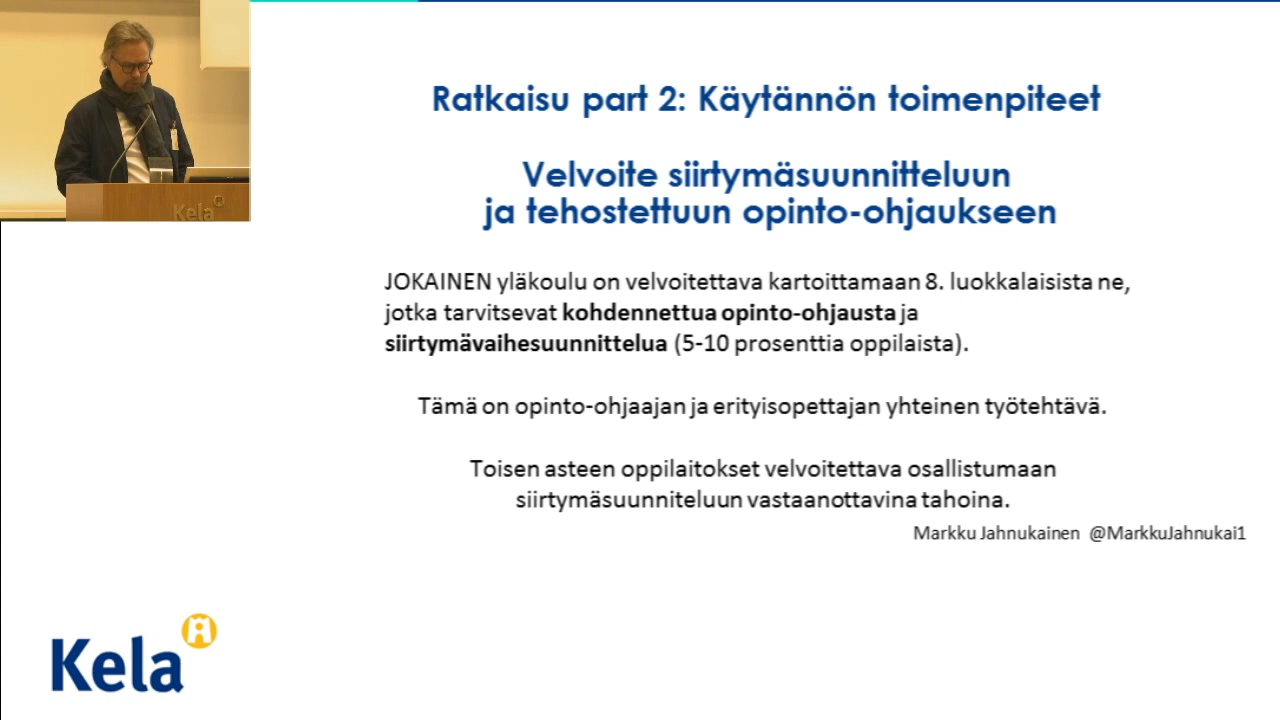 Kela
Ratkaisu part 2: Käytännön toimenpiteet
Velvoite siirtymäsuunnitteluun
ja tehostettuun opinto-ohjaukseen
JOKAINEN yläkoulu on velvoitettava kartoittamaan 8. luokkalaisista ne,
jotka tarvitsevat kohdennettua opinto-ohjausta ja
siirtymävaihesuunnittelua (5-10 prosenttia oppilaista).
Tämä on opinto-ohjaajan ja erityisopettajan yhteinen työtehtävä.
Toisen asteen oppilaitokset velvoitettava osallistumaan
siirtymäsuunniteluun vastaanottavina tahoina.
Markku Jahnukainen @MarkkuJahnukai1
Kela